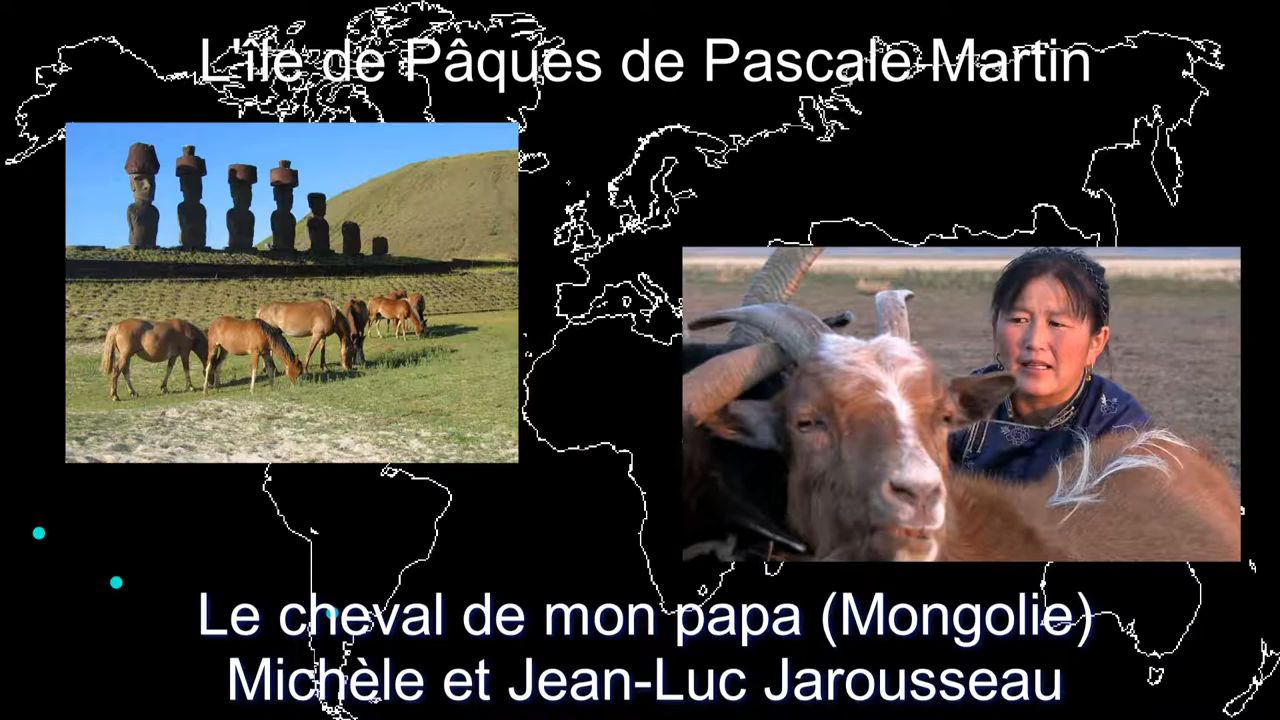 L'île de Pâques de Pascale Martin
Le cheval de mon papa (Mongolie)
Michèle et Jean-Luc Jarousseau